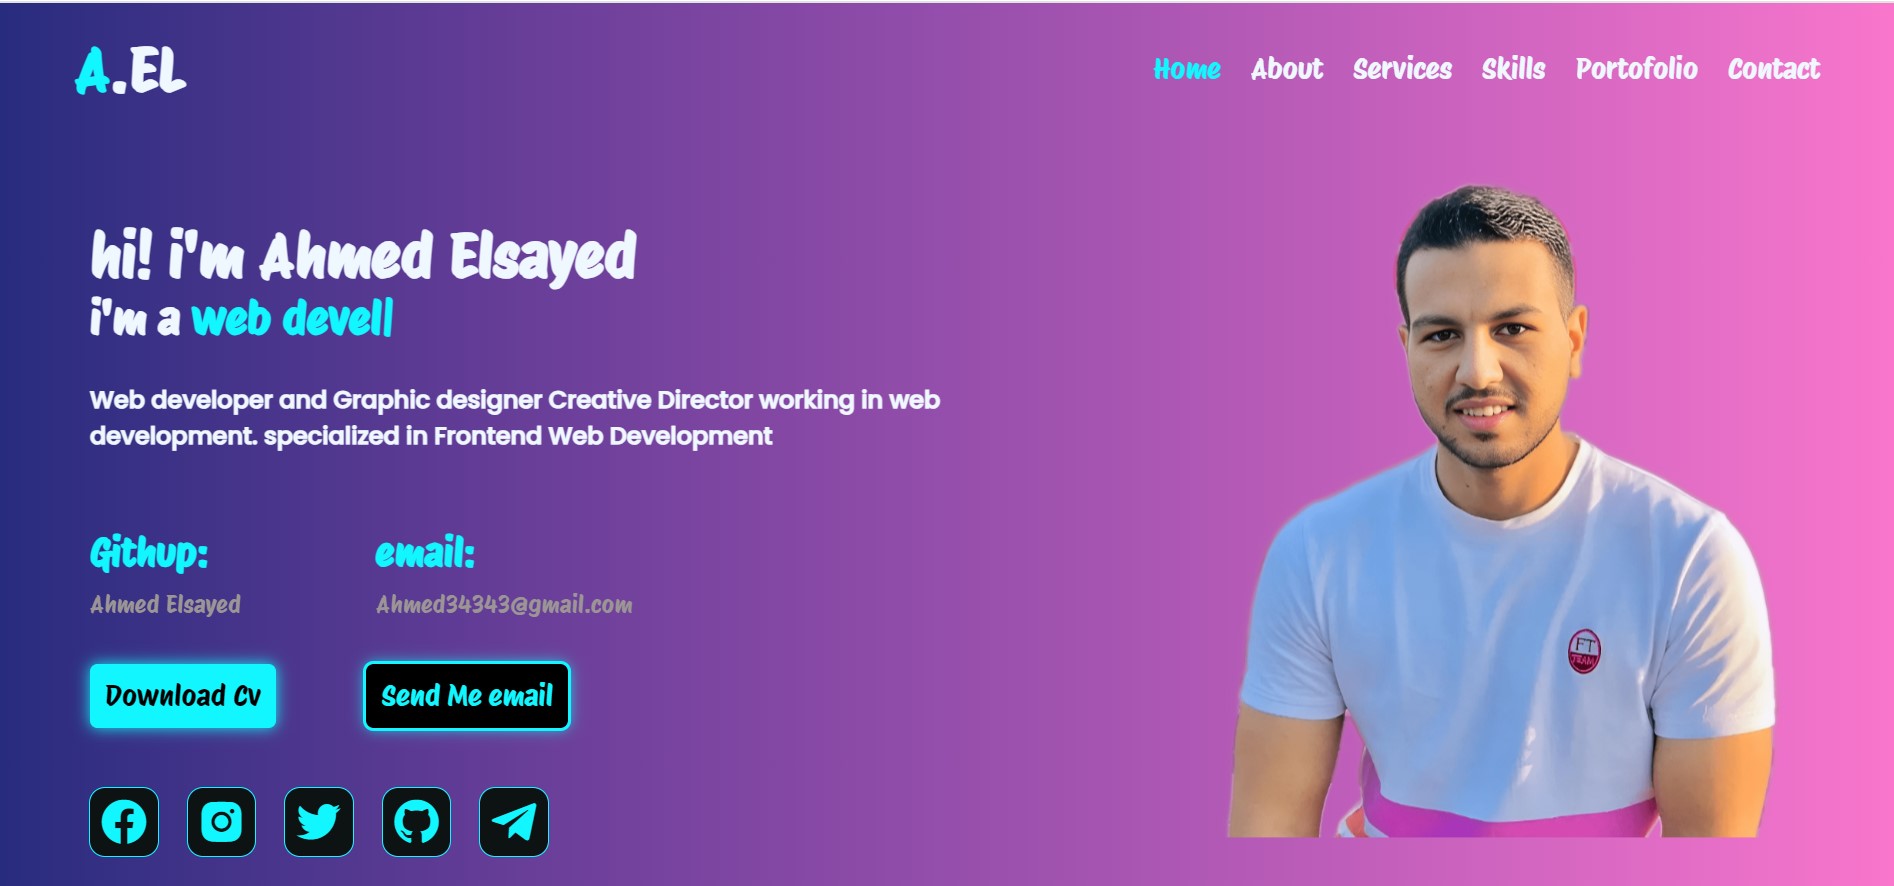 A.EL
Home About Services Skills Portofolio Contact
hi! i'm Ahmed Elsayed
i'm a web devell
Web developer and Graphic designer Creative Director working in web
development. specialized in Frontend Web Development
Githup: email:
Ahmed Elsayed Ahmed34343@gmail.com
FT
TEAM
Download Cv Send Me email